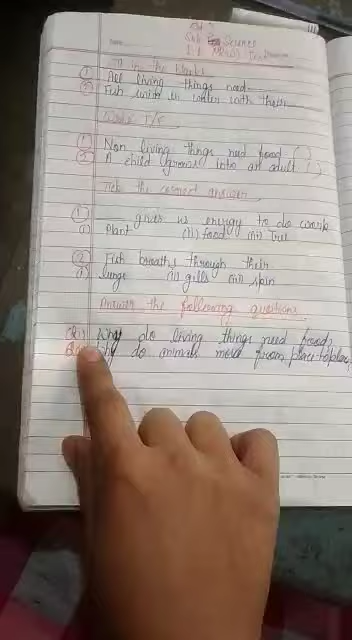 Sub Science
Fill in the blanks
① All living things need
② Fish swim in water with their
Write T/F
① Non living things need food ( )
② A child grows into an adult ( )
Tick the correct answer
① gives us energy to do work
(i) Plant (ii) food (iii) Tree
② Fish breaths through their
(i) lungs (ii) gills (iii) skin
Answer the following questions
Q1 Why do living things need food?
Why do animals move from place to place